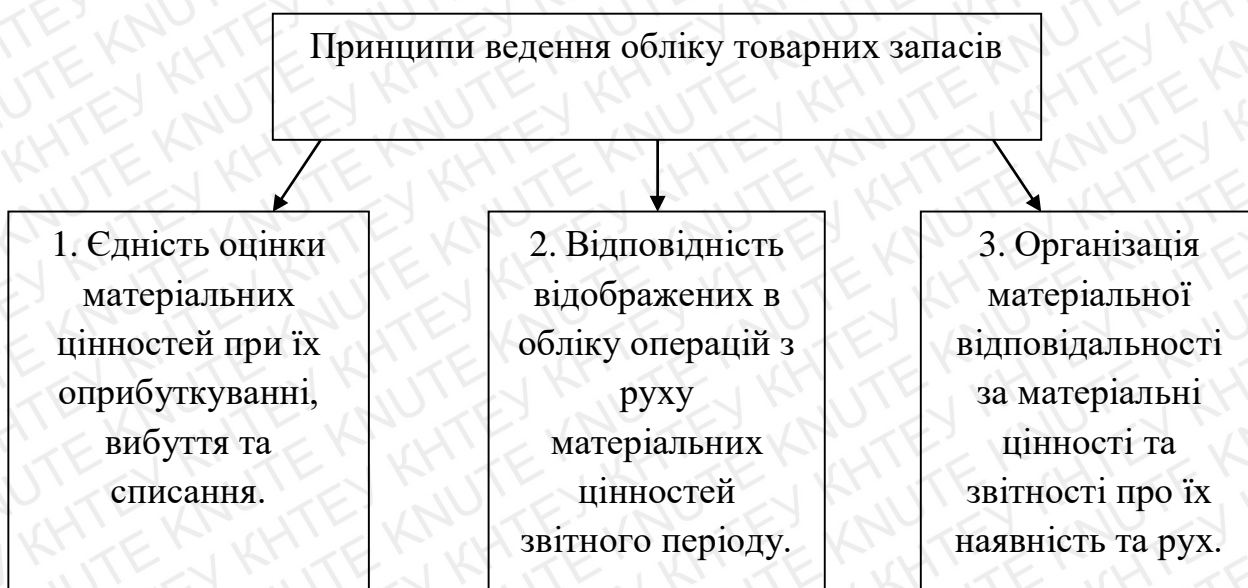 Принципи ведення обліку товарних запасів
1. Єдність оцінки
матеріальних
цінностей при їх
оприбуткуванні,
вибуття та
списання.
2. Відповідність
відображених в
обліку операцій з
руху
матеріальних
цінностей
звітного періоду.
3. Організація
матеріальної
відповідальності
за матеріальні
цінності та
звітності про їх
наявність та рух.